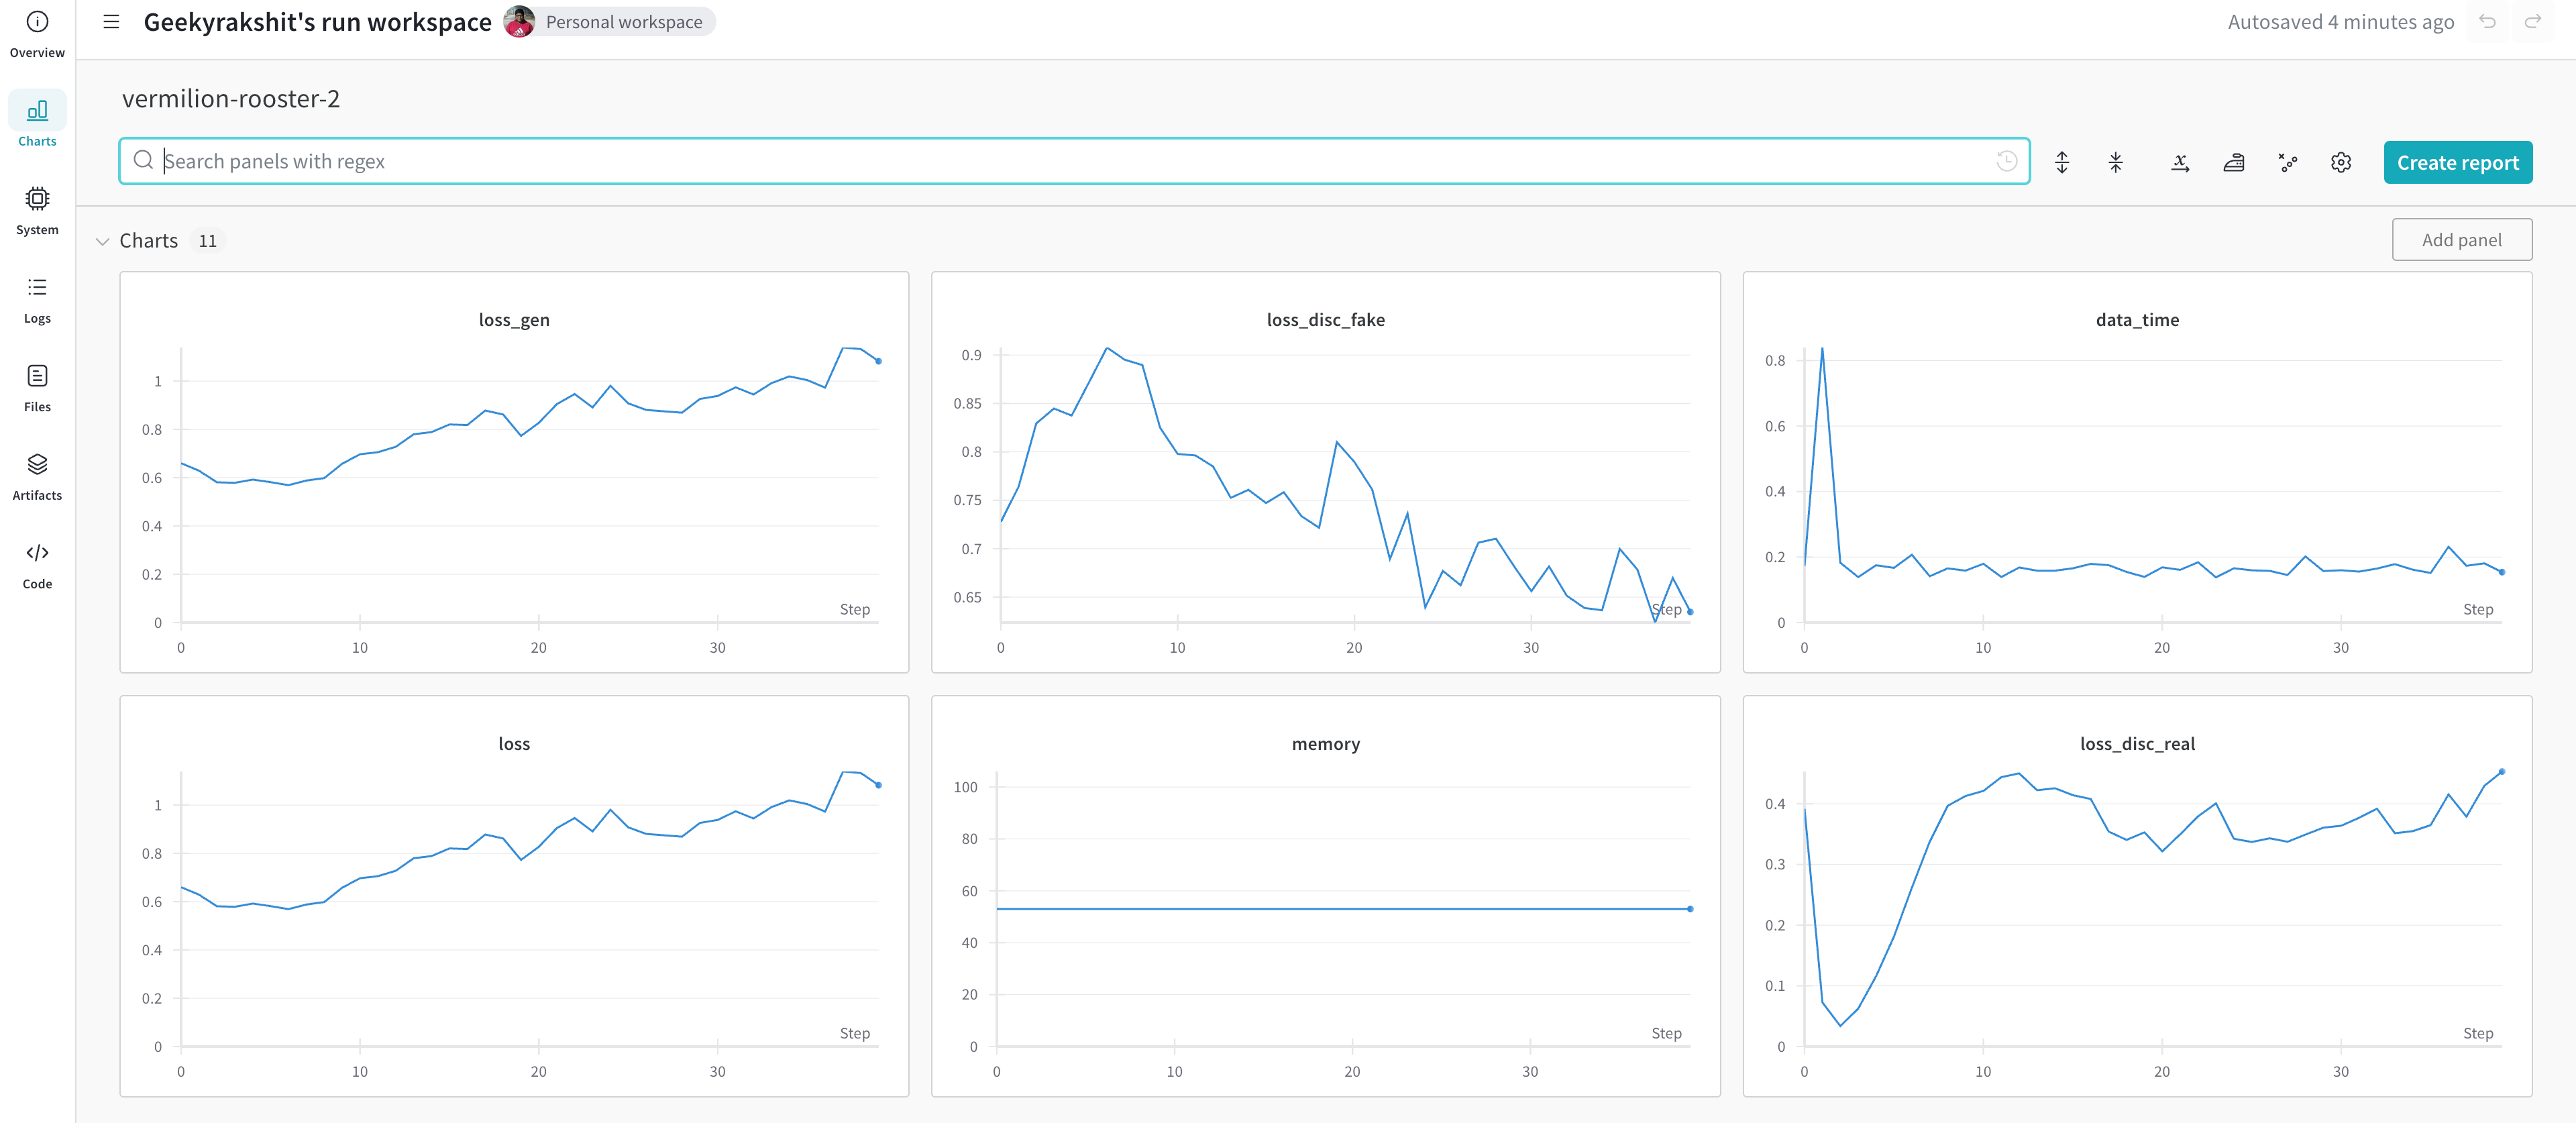 Geekyrakshit's run workspace
Personal workspace
Autosaved 4 minutes ago
Overview
Charts
System
Logs
Files
Artifacts
Code
vermilion-rooster-2
Search panels with regex
Create report
Charts 11
Add panel
loss_gen
1
0.8
0.6
0.4
0.2
0
Step
0 10 20 30
loss_disc_fake
0.9
0.85
0.8
0.75
0.7
0.65
Step
0 10 20 30
data_time
0.8
0.6
0.4
0.2
0
Step
0 10 20 30
loss
1
0.8
0.6
0.4
0.2
0
Step
0 10 20 30
memory
100
80
60
40
20
0
Step
0 10 20 30
loss_disc_real
0.4
0.3
0.2
0.1
0
Step
0 10 20 30